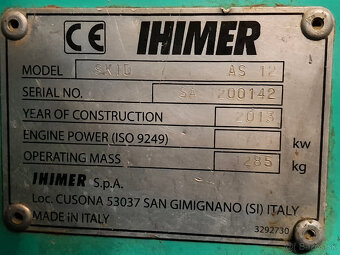 CE IHIMER
MODEL SKID / AS 12
SERIAL NO. SA 200142
YEAR OF CONSTRUCTION 2013
ENGINE POWER (ISO 9249) kw
OPERATING MASS 1285 kg
IHIMER S.p.A.
Loc. CUSONA 53037 SAN GIMIGNANO (SI) ITALY
MADE IN ITALY
3292730